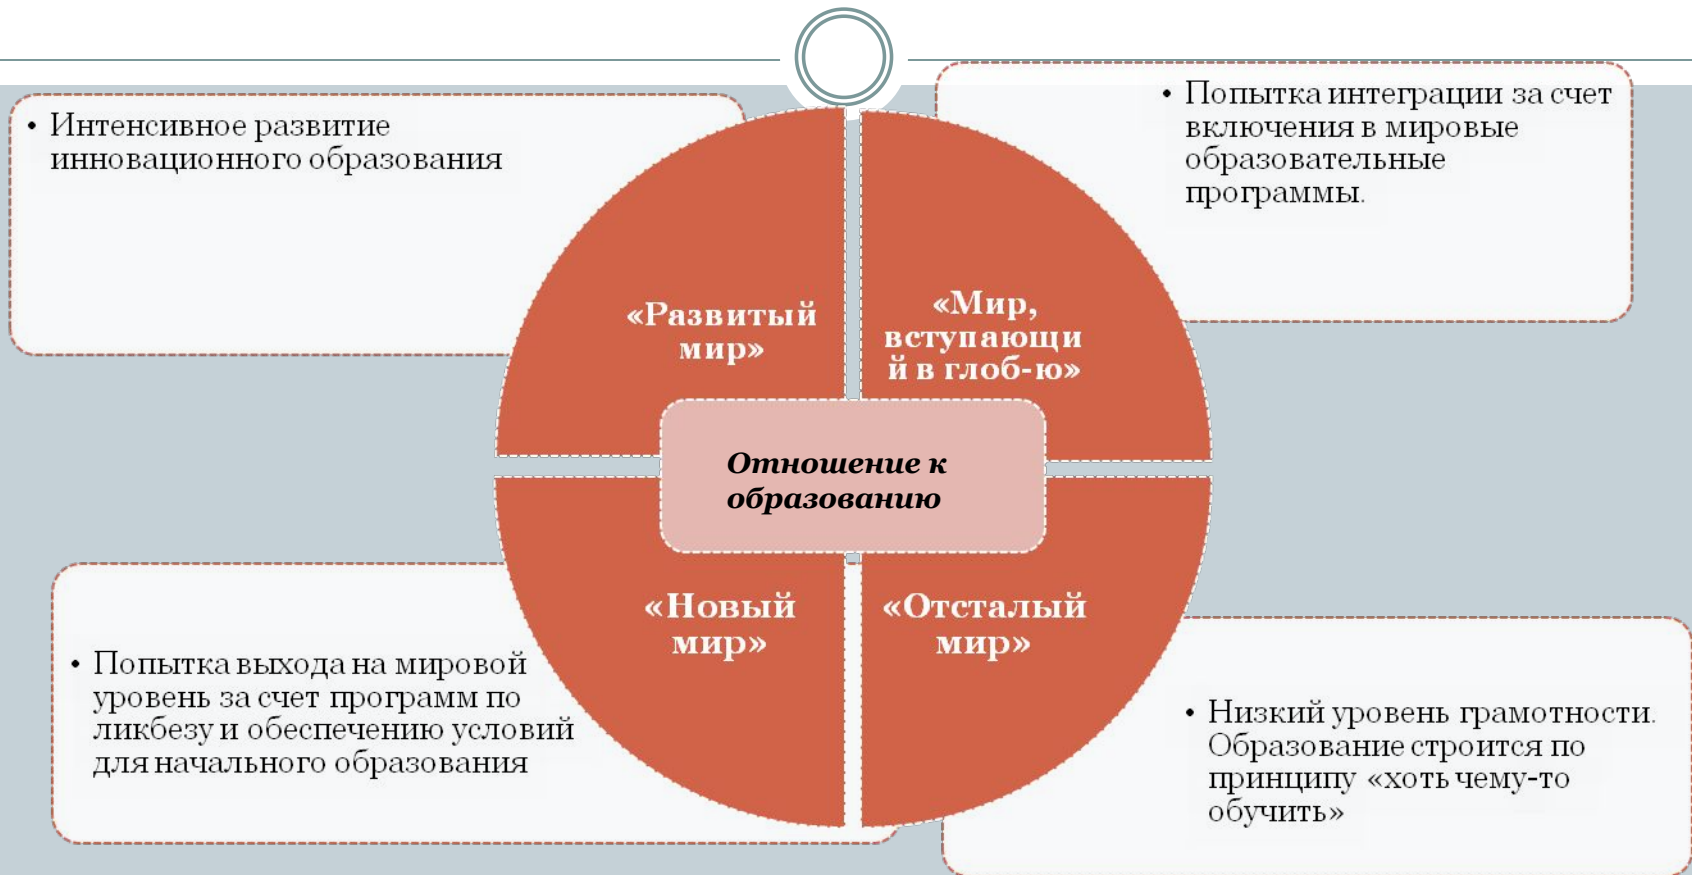 • Интенсивное развитие
инновационного образования
• Попытка интеграции за счет
включения в мировые
образовательные
программы.
«Развитый
мир»
«Мир,
вступающи
й в глоб-ю»
Отношение к
образованию
«Новый
мир»
«Отсталый
мир»
• Попытка выхода на мировой
уровень за счет программ по
ликбезу и обеспечению условий
для начального образования
• Низкий уровень грамотности.
Образование строится по
принципу «хоть чему-то
обучить»